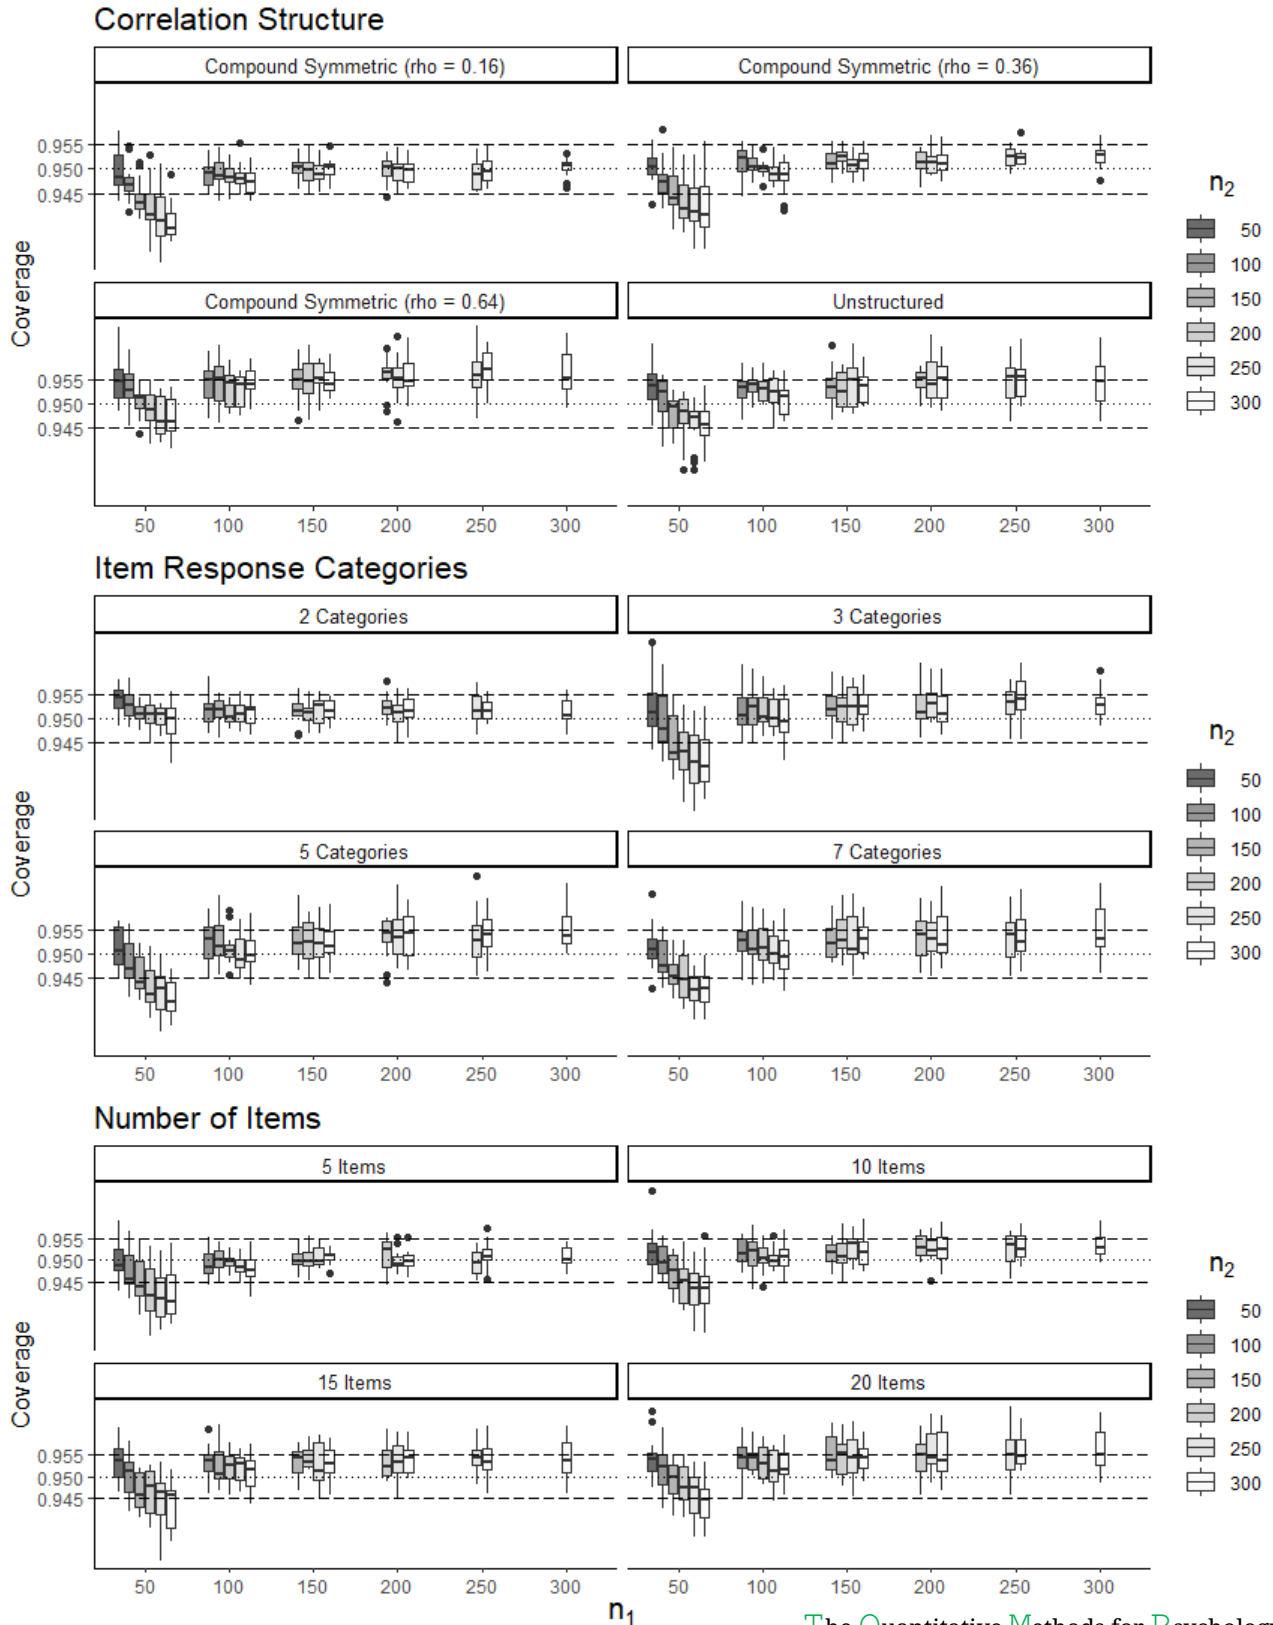 Correlation Structure
Compound Symmetric (rho = 0.16)
Compound Symmetric (rho = 0.36)
0.955
0.950
0.945
Compound Symmetric (rho = 0.64)
Unstructured
0.955
0.950
0.945
Coverage
50 100 150 200 250 300
50 100 150 200 250 300
n₂
50
100
150
200
250
300
Item Response Categories
2 Categories
3 Categories
0.955
0.950
0.945
5 Categories
7 Categories
0.955
0.950
0.945
Coverage
50 100 150 200 250 300
50 100 150 200 250 300
n₂
50
100
150
200
250
300
Number of Items
5 Items
10 Items
0.955
0.950
0.945
15 Items
20 Items
0.955
0.950
0.945
Coverage
50 100 150 200 250 300
50 100 150 200 250 300
n₂
50
100
150
200
250
300
n₁
The Quantitative Methods for Psychology